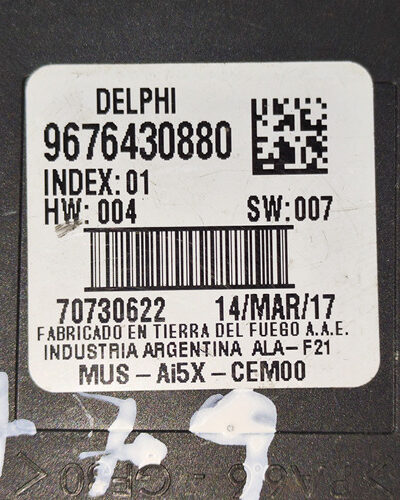 DELPHI
9676430880
INDEX:01
HW:004 SW:007
70730622 14/MAR/17
FABRICADO EN TIERRA DEL FUEGO A.A.E.
INDUSTRIA ARGENTINA ALA-F21
MUS-Ai5X-CEM00